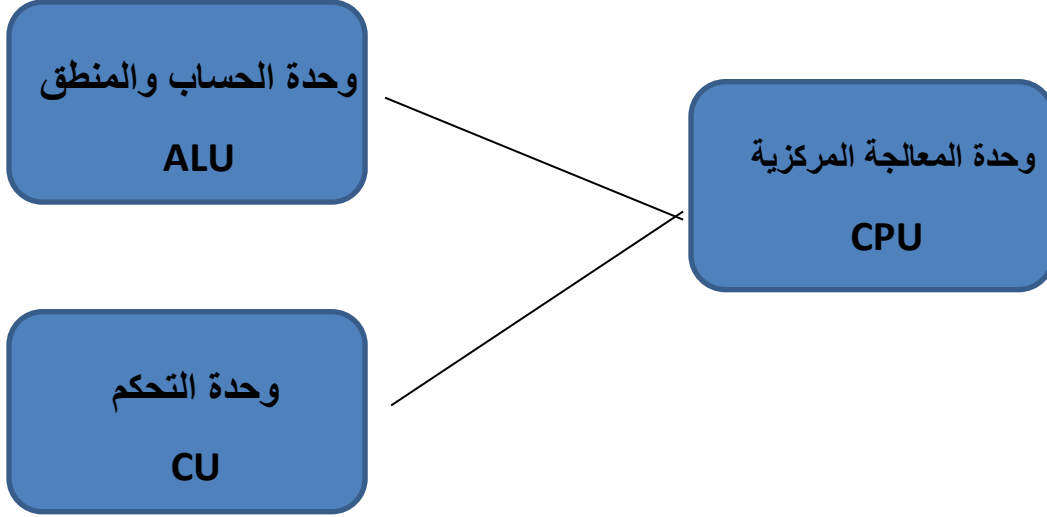 وحدة الحساب والمنطق
ALU
وحدة المعالجة المركزية
CPU
وحدة التحكم
CU